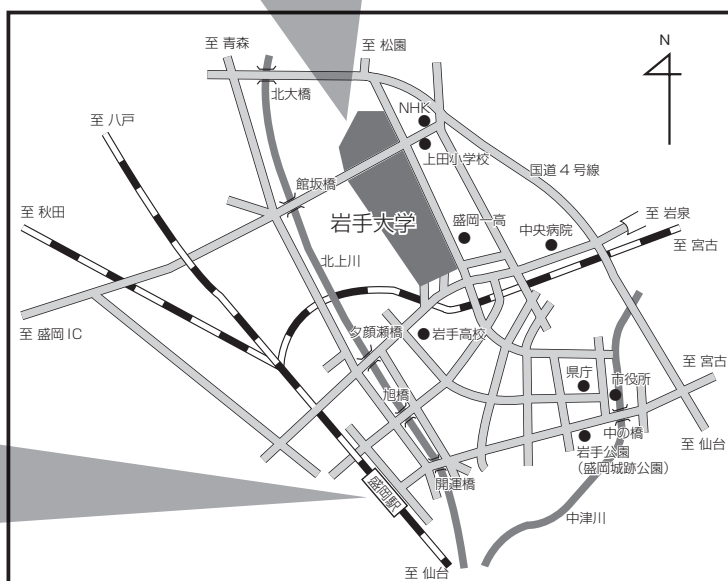 至 青森
至 松園
N
北大橋
NHK
至 八戸
上田小学校
国道４号線
館坂橋
至 秋田
岩手大学
盛岡一高
中央病院
至 岩泉
至 宮古
北上川
至 盛岡IC
夕顔瀬橋
岩手高校
旭橋
県庁
市役所
至 宮古
中の橋
至 仙台
岩手公園
（盛岡城跡公園）
開運橋
盛岡駅
中津川
至 仙台